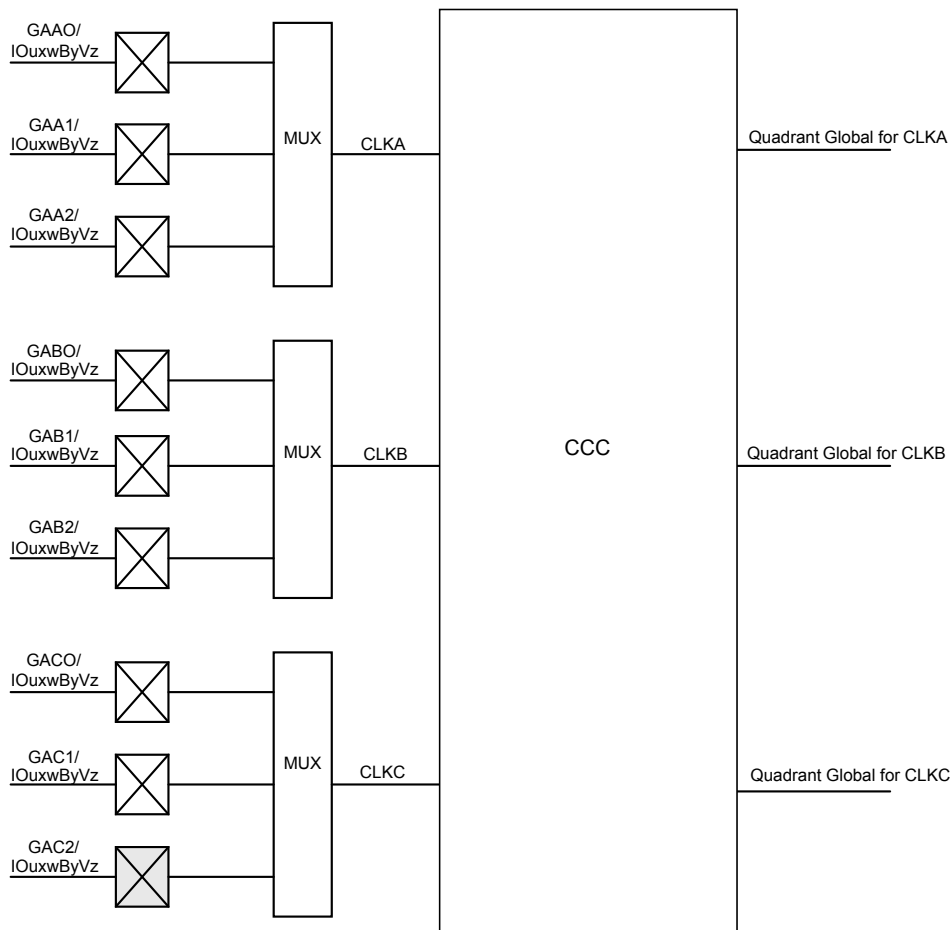 GAAO/
IOuxwByVz
GAA1/
IOuxwByVz
GAA2/
IOuxwByVz
MUX
CLKA
Quadrant Global for CLKA
GABO/
IOuxwByVz
GAB1/
IOuxwByVz
GAB2/
IOuxwByVz
MUX
CLKB
CCC
Quadrant Global for CLKB
GACO/
IOuxwByVz
GAC1/
IOuxwByVz
GAC2/
IOuxwByVz
MUX
CLKC
Quadrant Global for CLKC